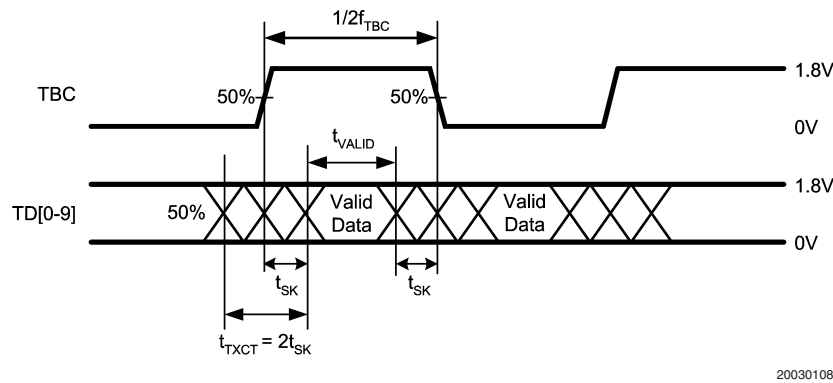 1/2f_TBC
TBC
50%
50%
1.8V
0V
t_VALID
TD[0-9]
50%
Valid
Data
Valid
Data
1.8V
0V
t_SK
t_SK
t_TXCT = 2t_SK
20030108